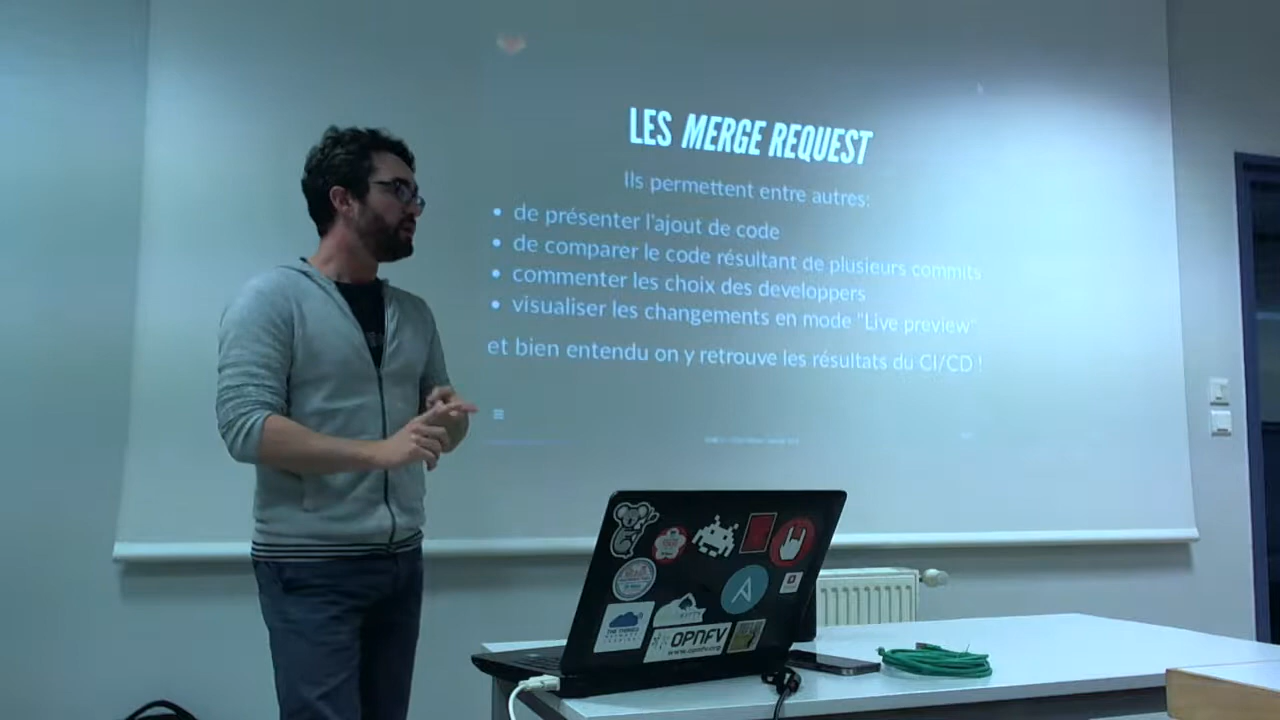 LES MERGE REQUEST
Ils permettent entre autres:
• de présenter l'ajout de code
• de comparer le code résultant de plusieurs commits
• commenter les choix des developpers
• visualiser les changements en mode "Live preview"
et bien entendu on y retrouve les résultats du CI/CD !
OPNFV
www.opnfv.org